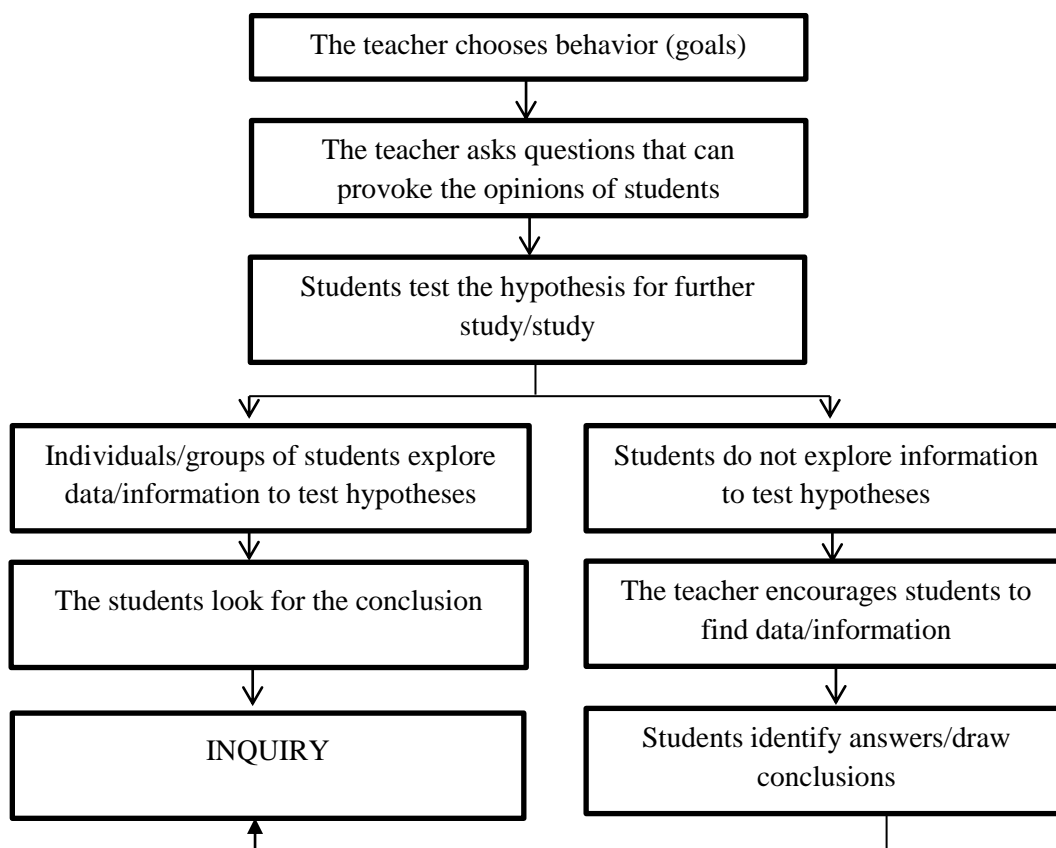 The teacher chooses behavior (goals)
The teacher asks questions that can
provoke the opinions of students
Students test the hypothesis for further
study/study
Individuals/groups of students explore
data/information to test hypotheses
Students do not explore information
to test hypotheses
The students look for the conclusion
The teacher encourages students to
find data/information
INQUIRY
Students identify answers/draw
conclusions